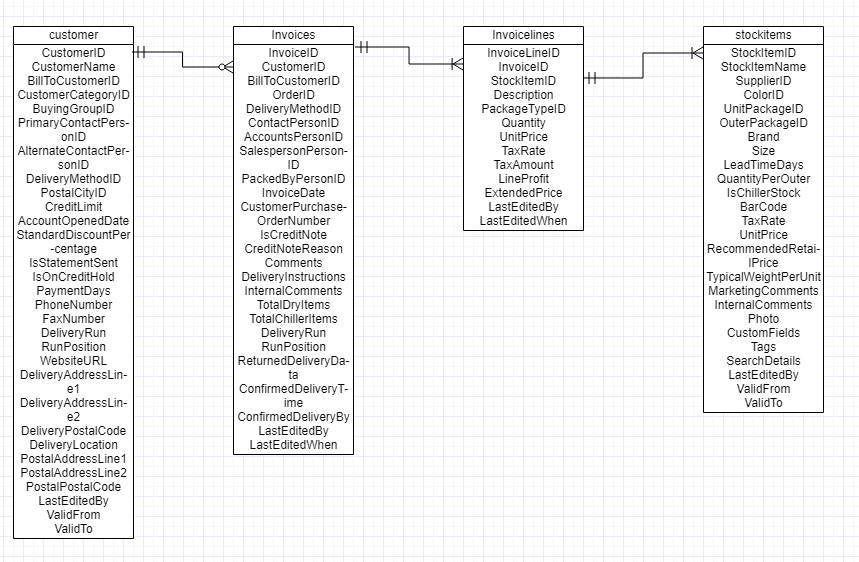 customer
CustomerID
CustomerName
BillToCustomerID
CustomerCategoryID
BuyingGroupID
PrimaryContactPers-
onID
AlternateContactPer-
sonID
DeliveryMethodID
PostalCityID
CreditLimit
AccountOpenedDate
StandardDiscountPer
-centage
IsStatementSent
IsOnCreditHold
PaymentDays
PhoneNumber
FaxNumber
DeliveryRun
RunPosition
WebsiteURL
DeliveryAddressLin-
e1
DeliveryAddressLin-
e2
DeliveryPostalCode
DeliveryLocation
PostalAddressLine1
PostalAddressLine2
PostalPostalCode
LastEditedBy
ValidFrom
ValidTo
Invoices
InvoiceID
CustomerID
BillToCustomerID
OrderID
DeliveryMethodID
ContactPersonID
AccountsPersonID
SalespersonPerson-
ID
PackedByPersonID
InvoiceDate
CustomerPurchase-
OrderNumber
IsCreditNote
CreditNoteReason
Comments
DeliveryInstructions
InternalComments
TotalDryItems
TotalChillerItems
DeliveryRun
RunPosition
ReturnedDeliveryDa-
ta
ConfirmedDeliveryT-
ime
ConfirmedDeliveryBy
LastEditedBy
LastEditedWhen
Invoicelines
InvoiceLineID
InvoiceID
StockItemID
Description
PackageTypeID
Quantity
UnitPrice
TaxRate
TaxAmount
LineProfit
ExtendedPrice
LastEditedBy
LastEditedWhen
stockitems
StockItemID
StockItemName
SupplierID
ColorID
UnitPackageID
OuterPackageID
Brand
Size
LeadTimeDays
QuantityPerOuter
IsChillerStock
BarCode
TaxRate
UnitPrice
RecommendedRetai-
lPrice
TypicalWeightPerUnit
MarketingComments
InternalComments
Photo
CustomFields
Tags
SearchDetails
LastEditedBy
ValidFrom
ValidTo